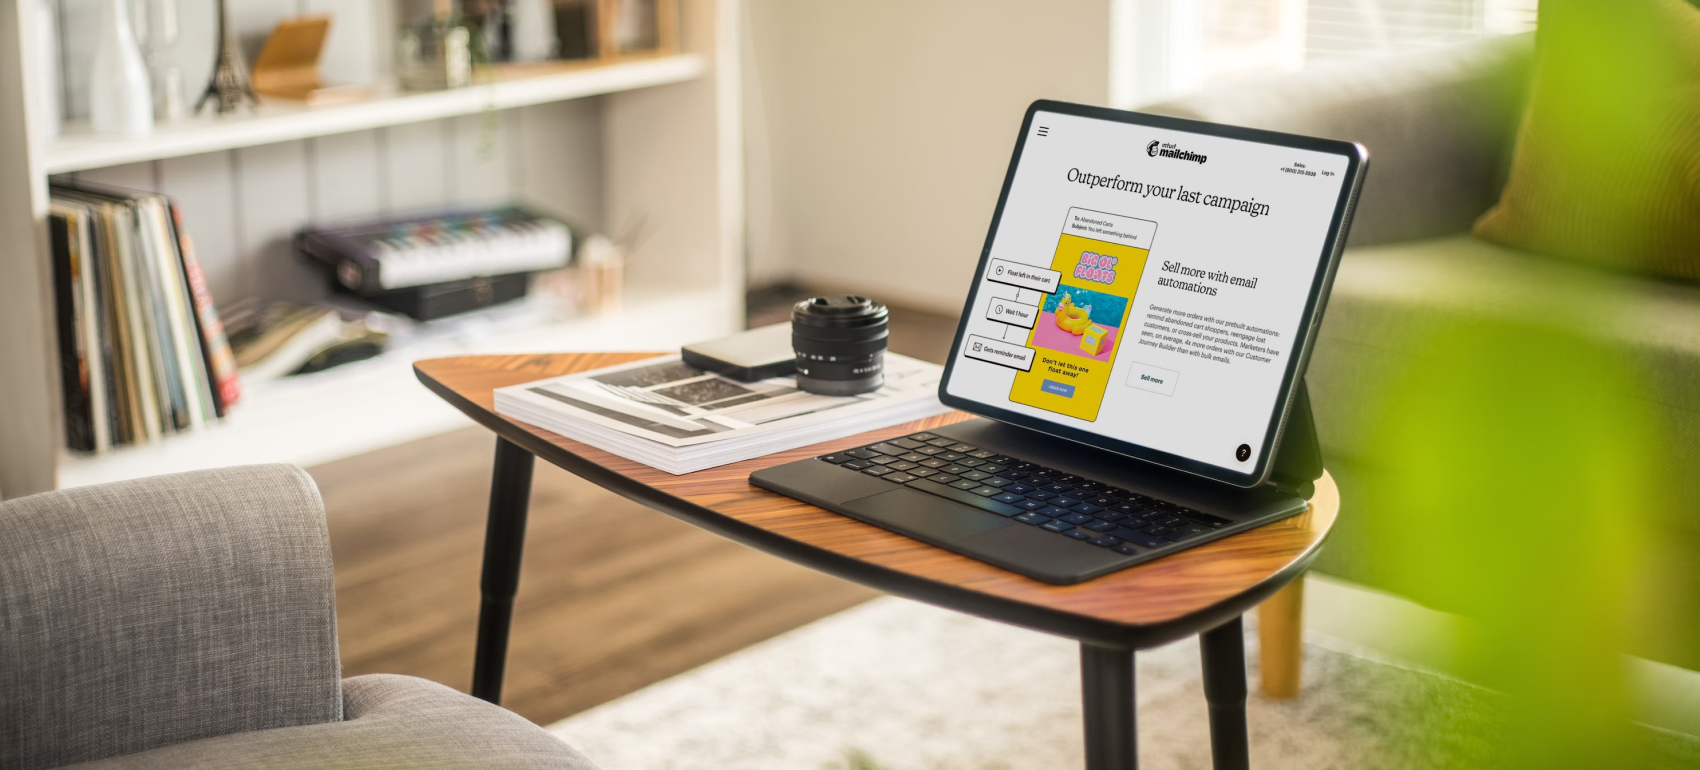 intuit
mailchimp
Sales:
+1 (800) 315-5939
Log In
Outperform your last campaign
To: Abandoned Carts
Subject: You left something behind
BIG OL'
FLOATS
Float left in their cart
Wait 1 hour
Gets reminder email
Don't let this one
float away!
Sell more with email
automations
Generate more orders with our prebuilt automations:
remind abandoned cart shoppers, reengage lost
customers, or cross-sell your products. Marketers have
seen, on average, 4x more orders with our Customer
Journey Builder than with bulk emails.
Sell more
?